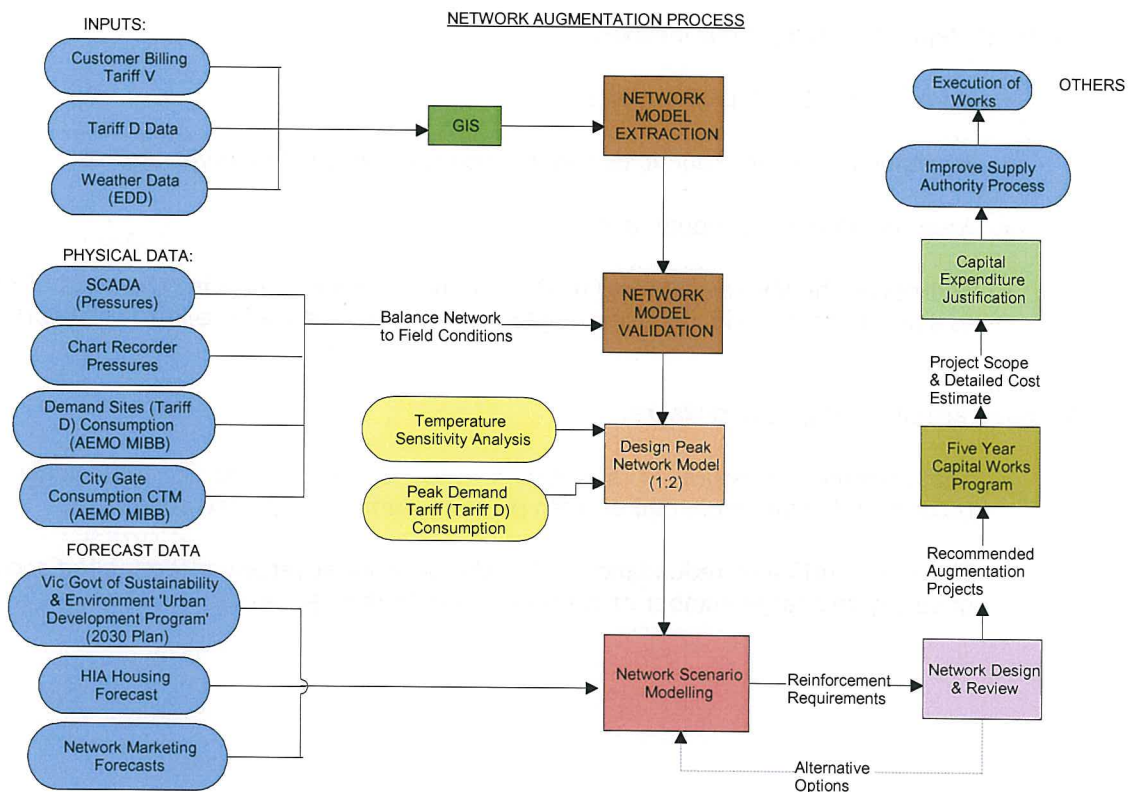 NETWORK AUGMENTATION PROCESS
INPUTS:
Customer Billing
Tariff V
Tariff D Data
Weather Data
(EDD)
GIS
NETWORK
MODEL
EXTRACTION
PHYSICAL DATA:
SCADA
(Pressures)
Chart Recorder
Pressures
Demand Sites (Tariff
D) Consumption
(AEMO MIBB)
City Gate
Consumption CTM
(AEMO MIBB)
Balance Network
to Field Conditions
NETWORK
MODEL
VALIDATION
Temperature
Sensitivity Analysis
Peak Demand
Tariff (Tariff D)
Consumption
Design Peak
Network Model
(1:2)
FORECAST DATA
Vic Govt of Sustainability
& Environment 'Urban
Development Program'
(2030 Plan)
HIA Housing
Forecast
Network Marketing
Forecasts
Network Scenario
Modelling
Reinforcement
Requirements
Network Design
& Review
Alternative
Options
Recommended
Augmentation
Projects
Five Year
Capital Works
Program
Project Scope
& Detailed Cost
Estimate
Capital
Expenditure
Justification
Improve Supply
Authority Process
Execution of
Works
OTHERS